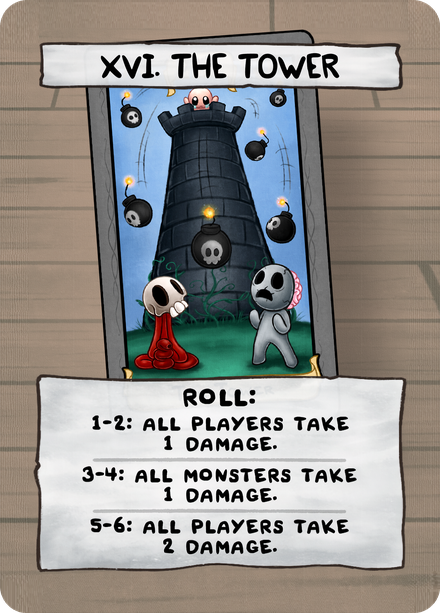 XVI. THE TOWER
ROLL:
1-2: ALL PLAYERS TAKE
1 DAMAGE.
3-4: ALL MONSTERS TAKE
1 DAMAGE.
5-6: ALL PLAYERS TAKE
2 DAMAGE.